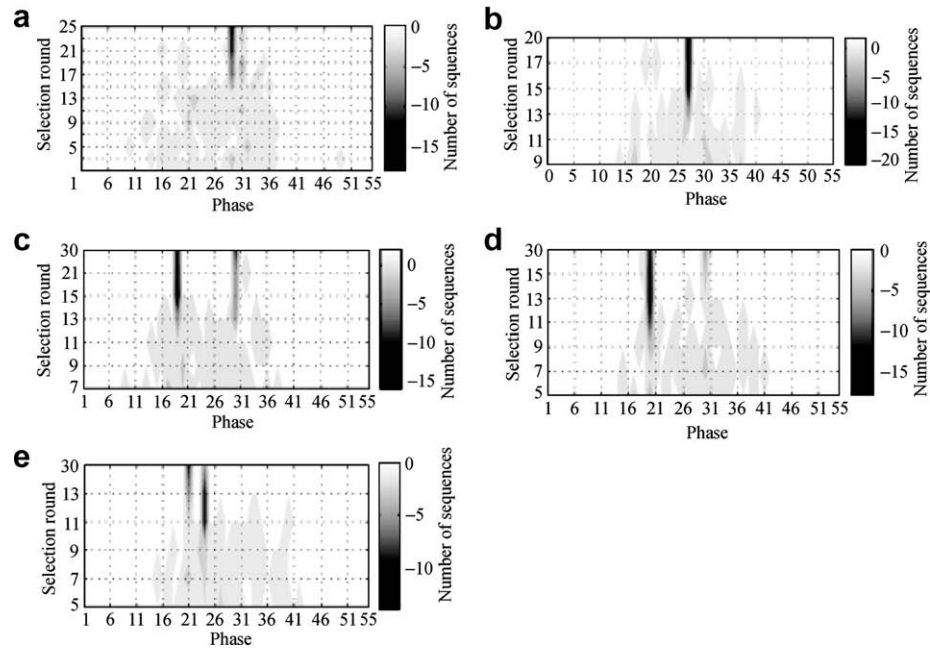 a
25
21
17
13
9
5
Selection round
1 6 11 16 21 26 31 36 41 46 51 55
Phase
0
−5
−10
−15
Number of sequences
b
20
17
15
13
11
9
Selection round
0 5 10 15 20 25 30 35 40 45 50 55
Phase
0
−5
−10
−15
−20
Number of sequences
c
30
21
15
13
11
9
7
Selection round
1 6 11 16 21 26 31 36 41 46 51 55
Phase
0
−5
−10
−15
Number of sequences
d
30
15
13
11
9
7
5
Selection round
1 6 11 16 21 26 31 36 41 46 51 54
Phase
0
−5
−10
−15
Number of sequences
e
30
13
11
9
7
5
Selection round
1 6 11 16 21 26 31 36 41 46 51 55
Phase
0
−5
−10
Number of sequences